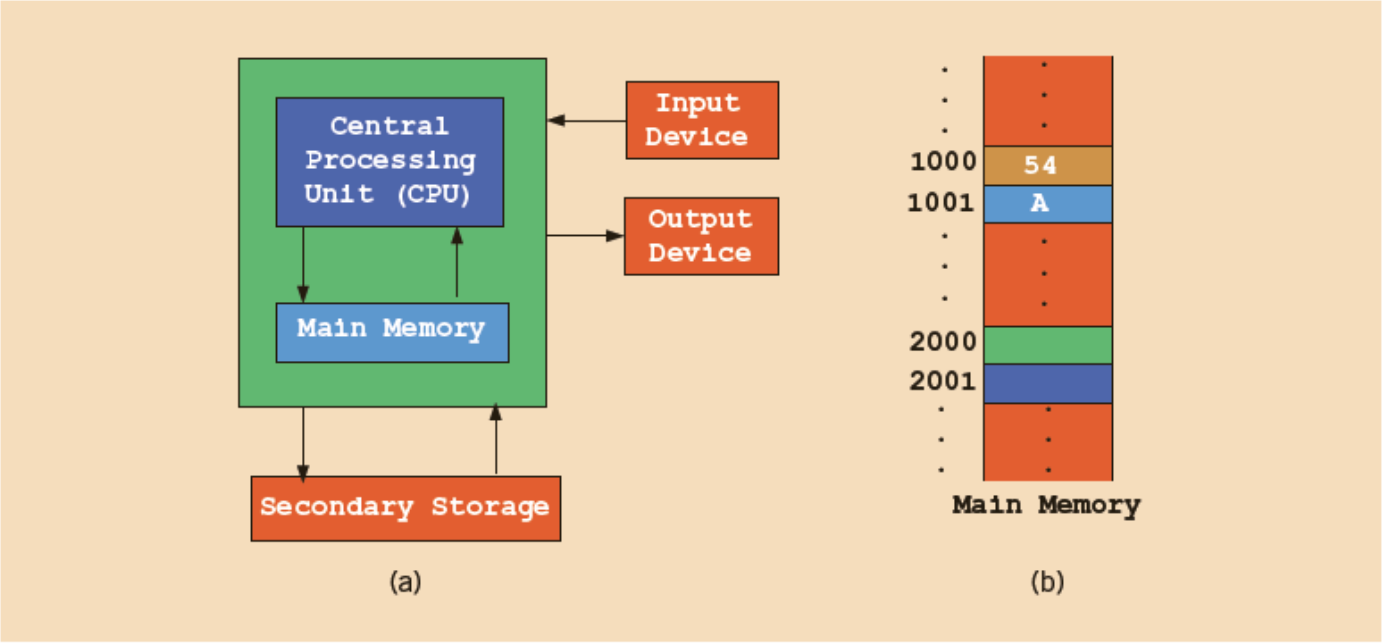 Central
Processing
Unit (CPU)
Main Memory
Secondary Storage
Input
Device
Output
Device
(a)
1000 54
1001 A
2000
2001
Main Memory
(b)